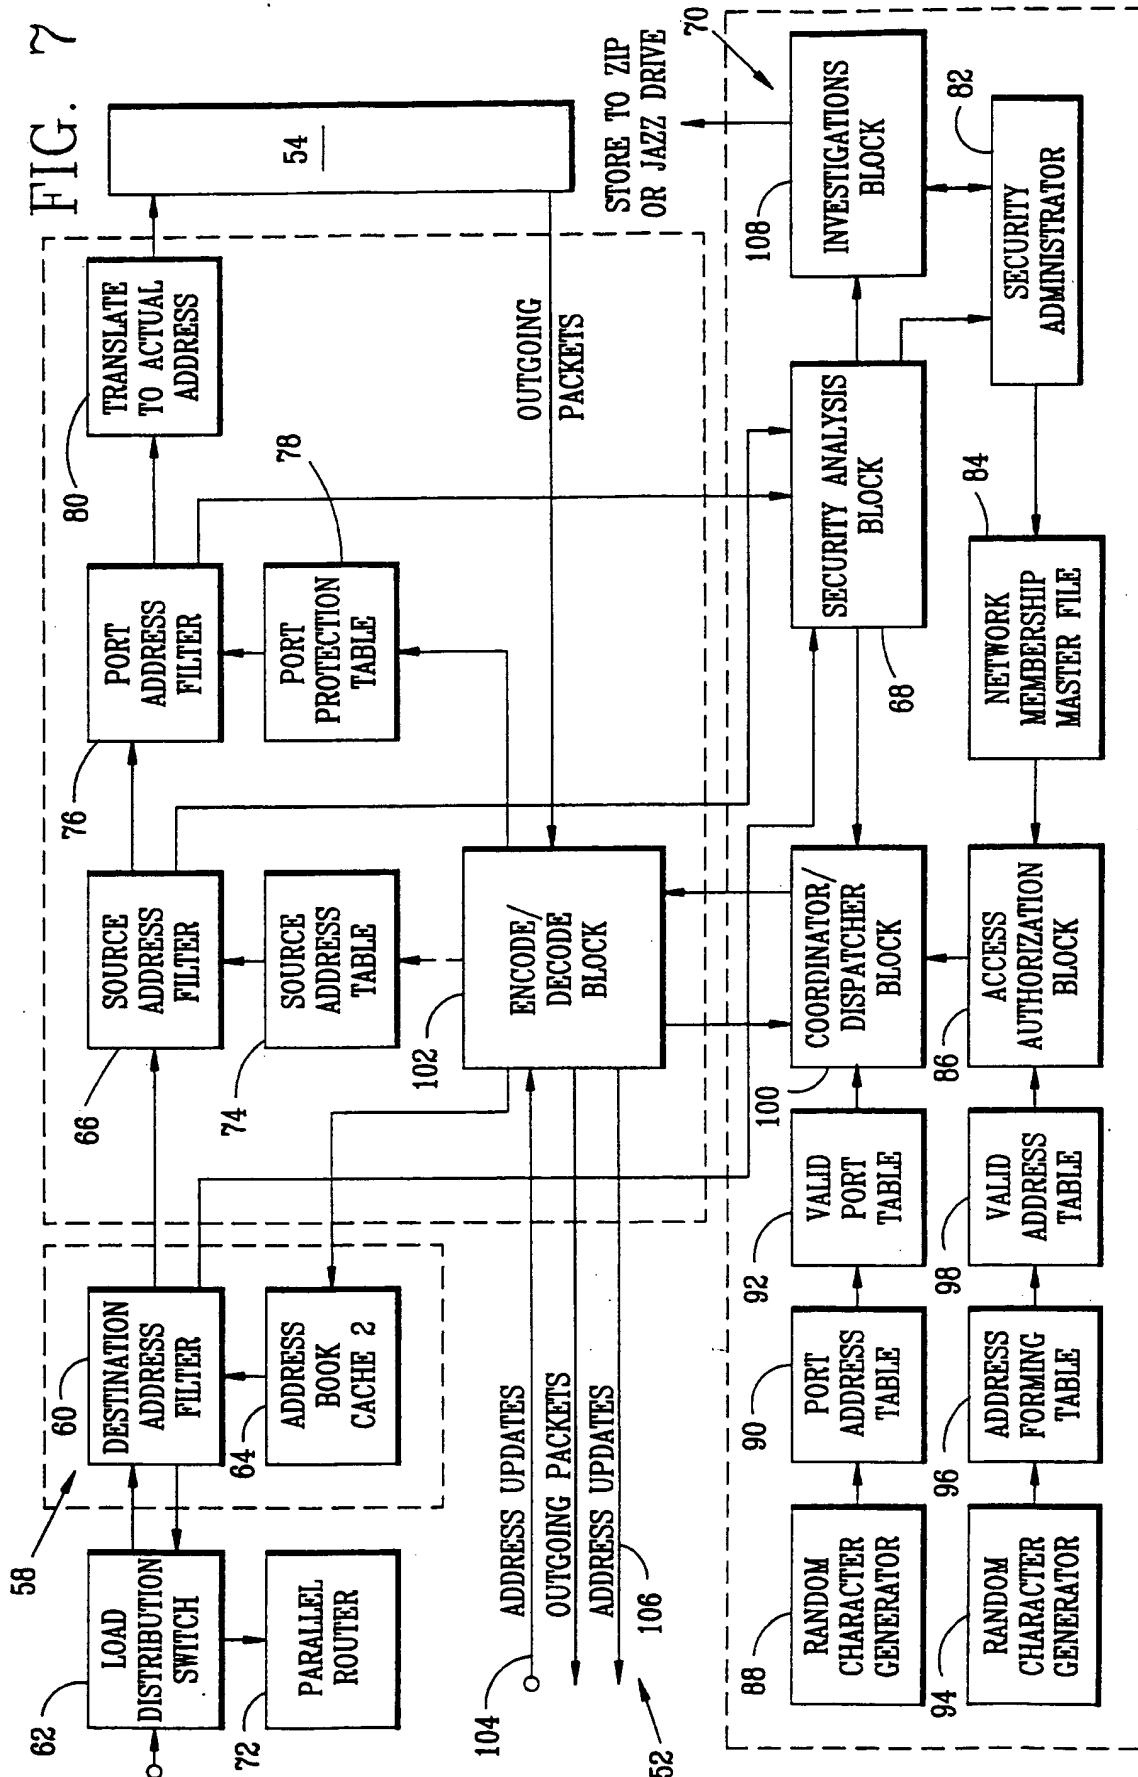 FIG. 7
58
62
LOAD
DISTRIBUTION
SWITCH
72
PARALLEL
ROUTER
60
DESTINATION
ADDRESS
FILTER
64
ADDRESS
BOOK
CACHE 2
66
SOURCE
ADDRESS
FILTER
74
SOURCE
ADDRESS
TABLE
76
PORT
ADDRESS
FILTER
78
PORT
PROTECTION
TABLE
80
TRANSLATE
TO ACTUAL
ADDRESS
54
102
ENCODE/
DECODE
BLOCK
OUTGOING
PACKETS
104
ADDRESS UPDATES
OUTGOING PACKETS
ADDRESS UPDATES
106
52
STORE TO ZIP
OR JAZZ DRIVE
70
88
RANDOM
CHARACTER
GENERATOR
90
PORT
ADDRESS
TABLE
92
VALID
PORT
TABLE
100
COORDINATOR/
DISPATCHER
BLOCK
68
SECURITY ANALYSIS
BLOCK
108
INVESTIGATIONS
BLOCK
94
RANDOM
CHARACTER
GENERATOR
96
ADDRESS
FORMING
TABLE
98
VALID
ADDRESS
TABLE
86
ACCESS
AUTHORIZATION
BLOCK
84
NETWORK
MEMBERSHIP
MASTER FILE
82
SECURITY
ADMINISTRATOR